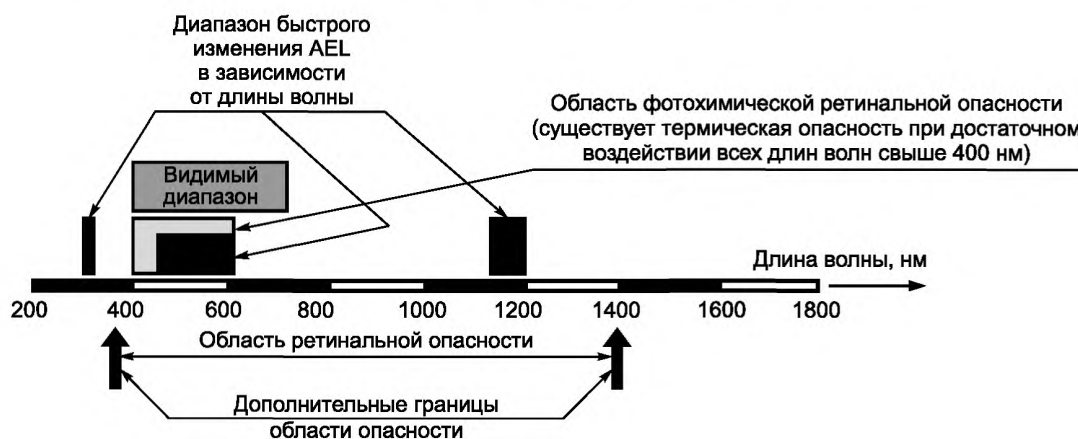 Диапазон быстрого
изменения AEL
в зависимости
от длины волны
Область фотохимической ретинальной опасности
(существует термическая опасность при достаточном
воздействии всех длин волн свыше 400 нм)
Видимый
диапазон
Длина волны, нм
200 400 600 800 1000 1200 1400 1600 1800
Область ретинальной опасности
Дополнительные границы
области опасности